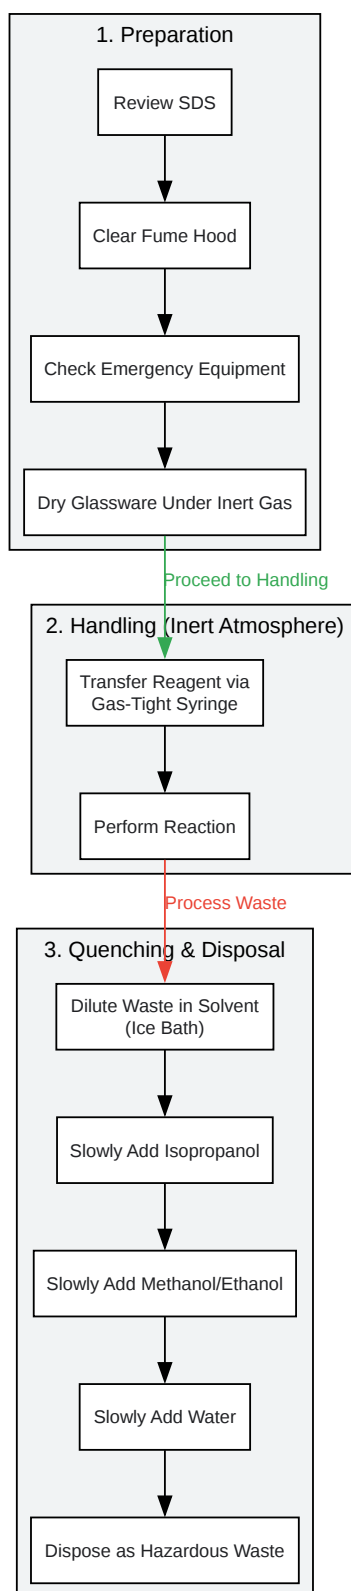 1. Preparation
Review SDS
Clear Fume Hood
Check Emergency Equipment
Dry Glassware Under Inert Gas
Proceed to Handling
2. Handling (Inert Atmosphere)
Transfer Reagent via
Gas-Tight Syringe
Perform Reaction
Process Waste
3. Quenching & Disposal
Dilute Waste in Solvent
(Ice Bath)
Slowly Add Isopropanol
Slowly Add Methanol/Ethanol
Slowly Add Water
Dispose as Hazardous Waste